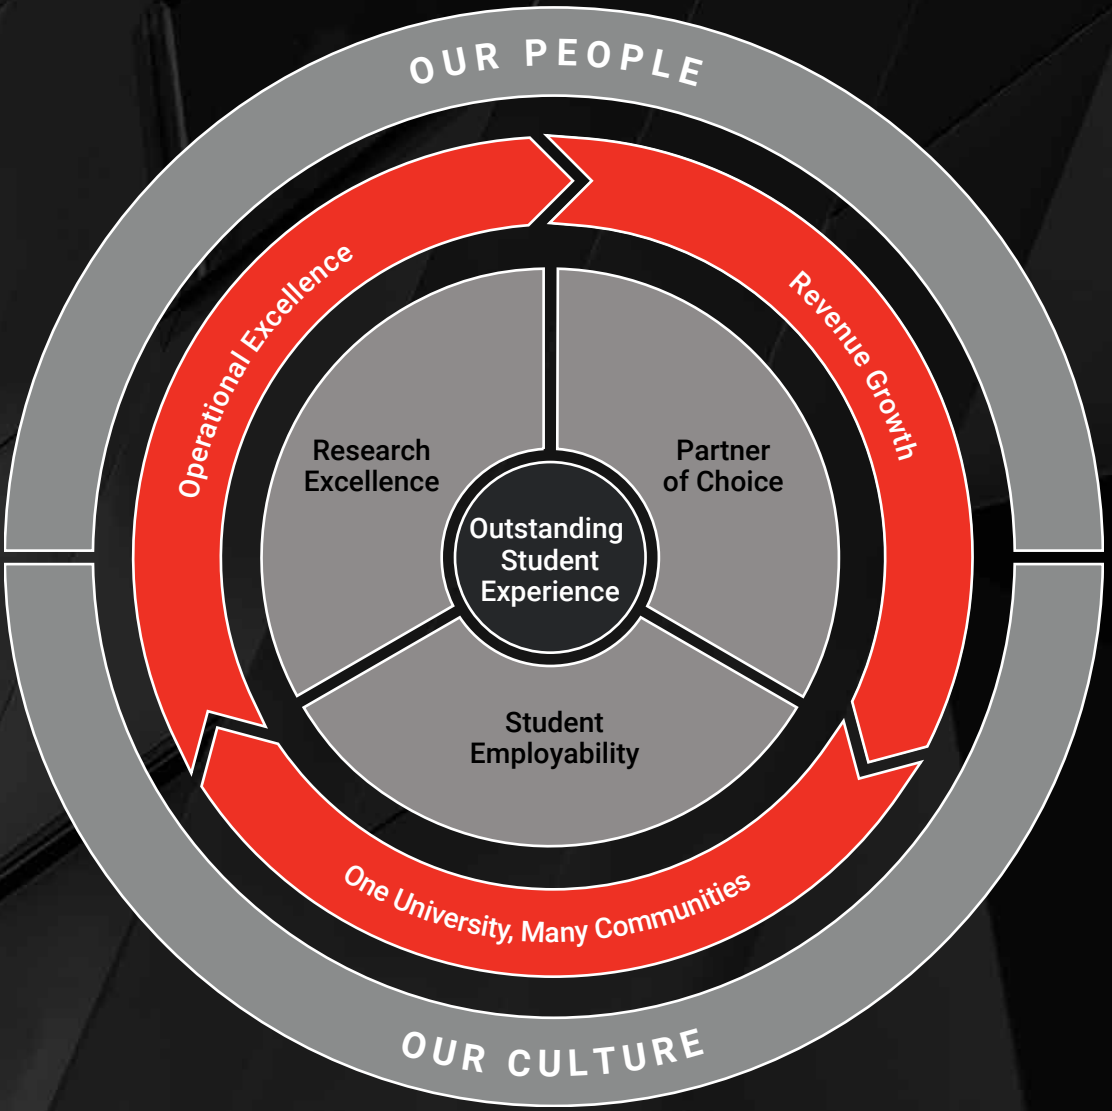 OUR PEOPLE
Operational Excellence
Revenue Growth
Research
Excellence
Partner
of Choice
Outstanding
Student
Experience
Student
Employability
One University, Many Communities
OUR CULTURE